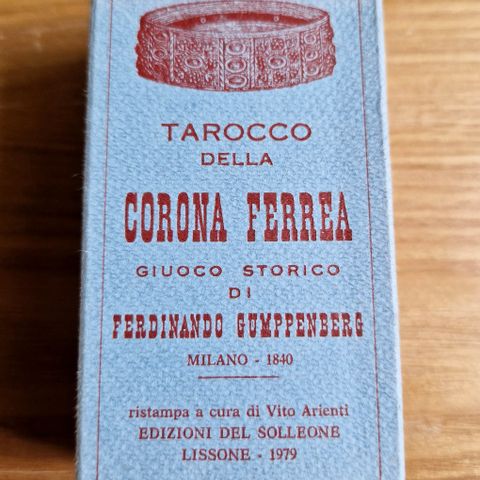 TAROCCO
DELLA
CORONA FERREA
GIUOCO STORICO
DI
FERDINANDO GUMPPENBERG
MILANO - 1840
ristampa a cura di Vito Arienti
EDIZIONI DEL SOLLEONE
LISSONE - 1979